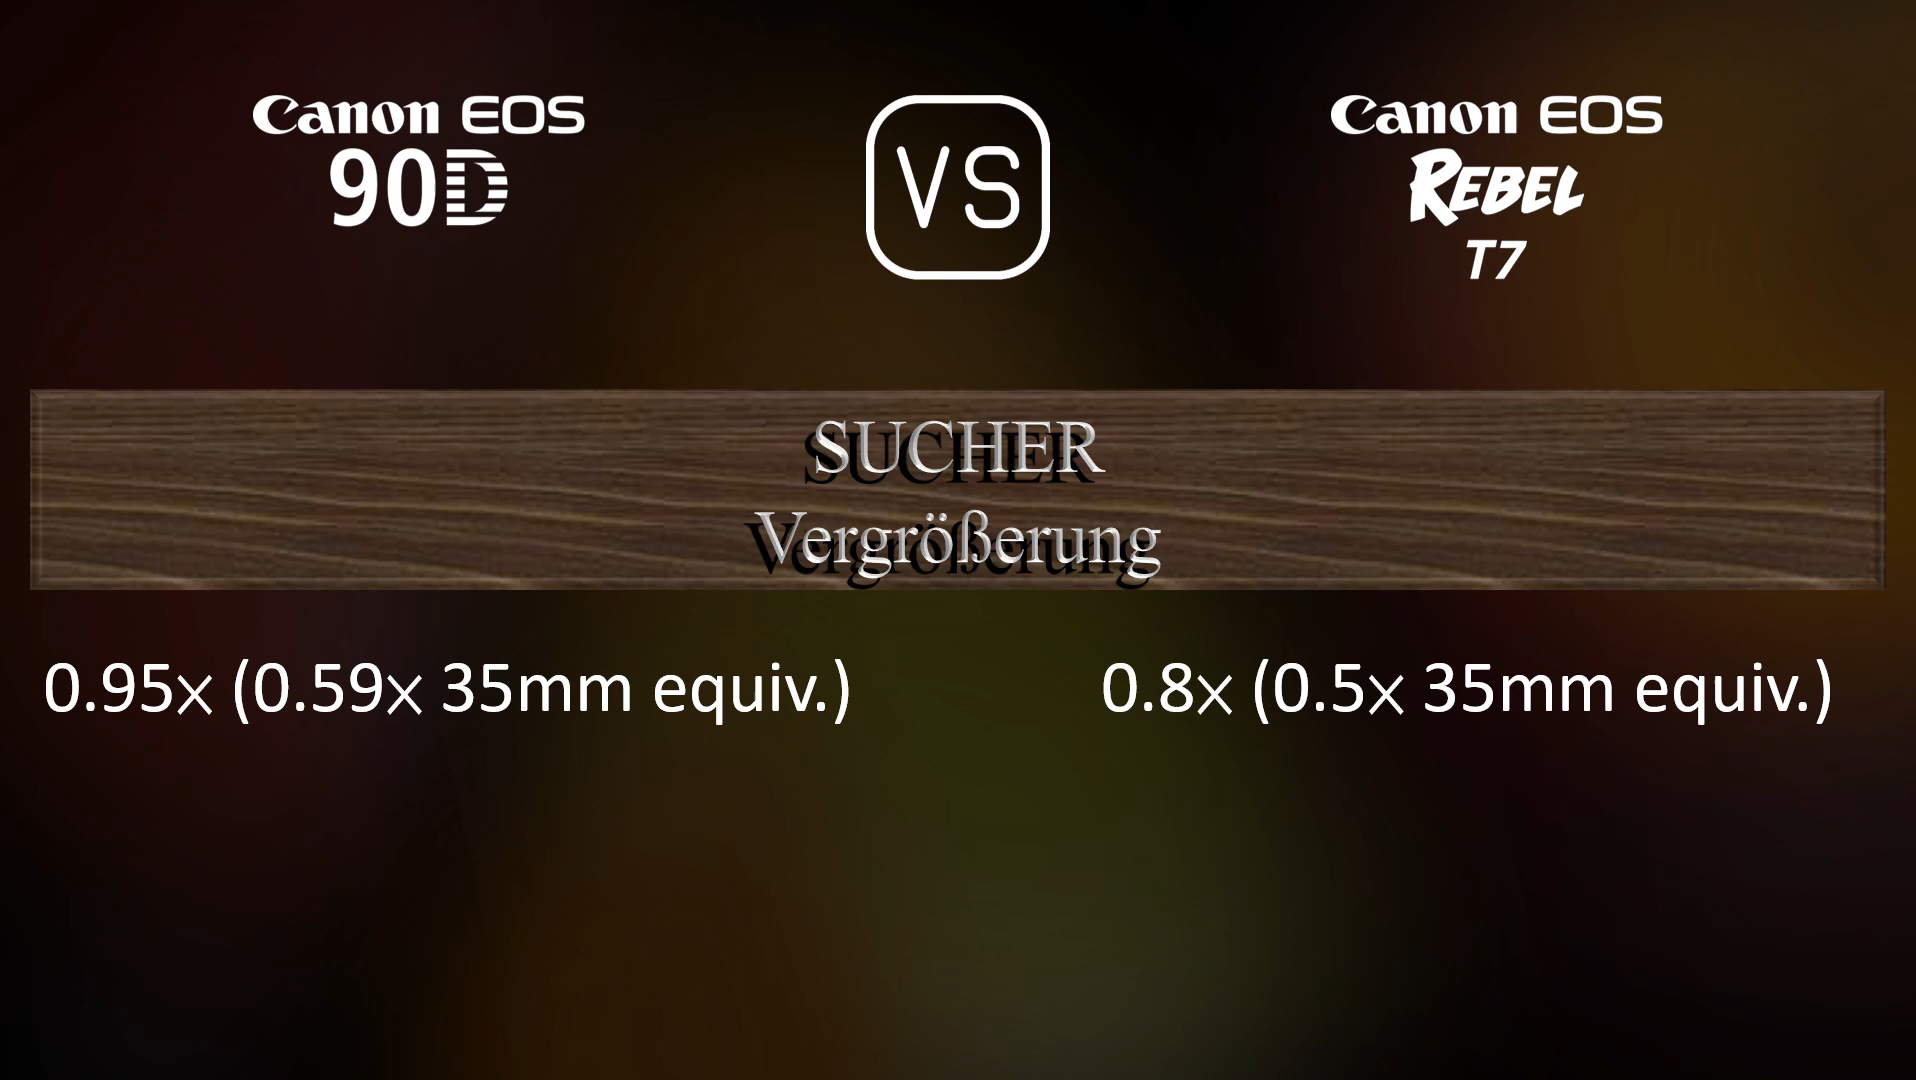 Canon EOS
90D
VS
Canon EOS
REBEL
T7
SUCHER
Vergrößerung
0.95x (0.59x 35mm equiv.)
0.8x (0.5x 35mm equiv.)